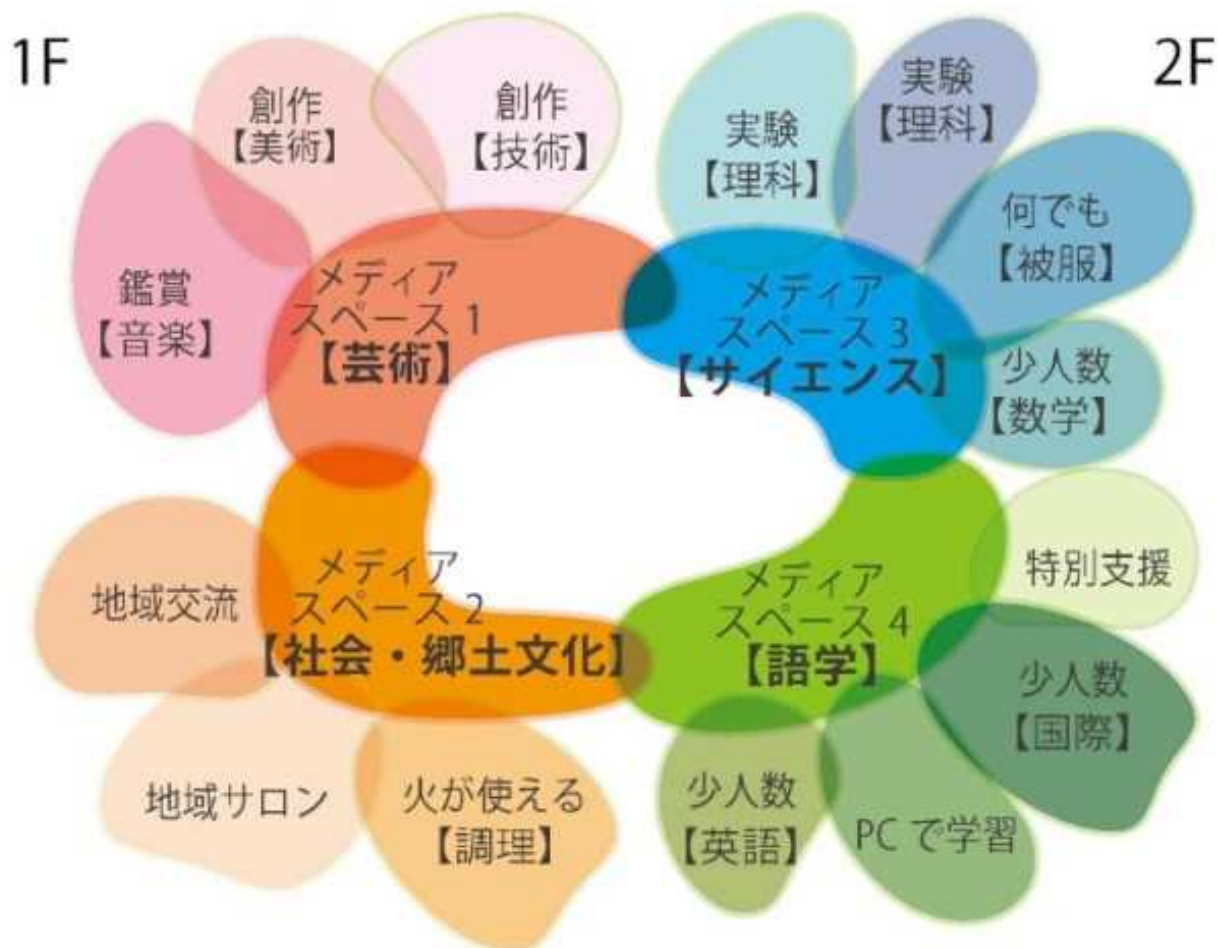 1F
2F
創作
【美術】
創作
【技術】
鑑賞
【音楽】
メディア
スペース 1
【芸術】
実験
【理科】
実験
【理科】
何でも
【被服】
少人数
【数学】
メディア
スペース 3
【サイエンス】
地域交流
メディア
スペース 2
【社会・郷土文化】
地域サロン
火が使える
【調理】
メディア
スペース 4
【語学】
特別支援
少人数
【国際】
少人数
【英語】
PC で学習